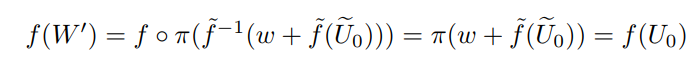 f(W′) = f ∘ π(f̃⁻¹(w + f̃(Ũ₀))) = π(w + f̃(Ũ₀)) = f(U₀)